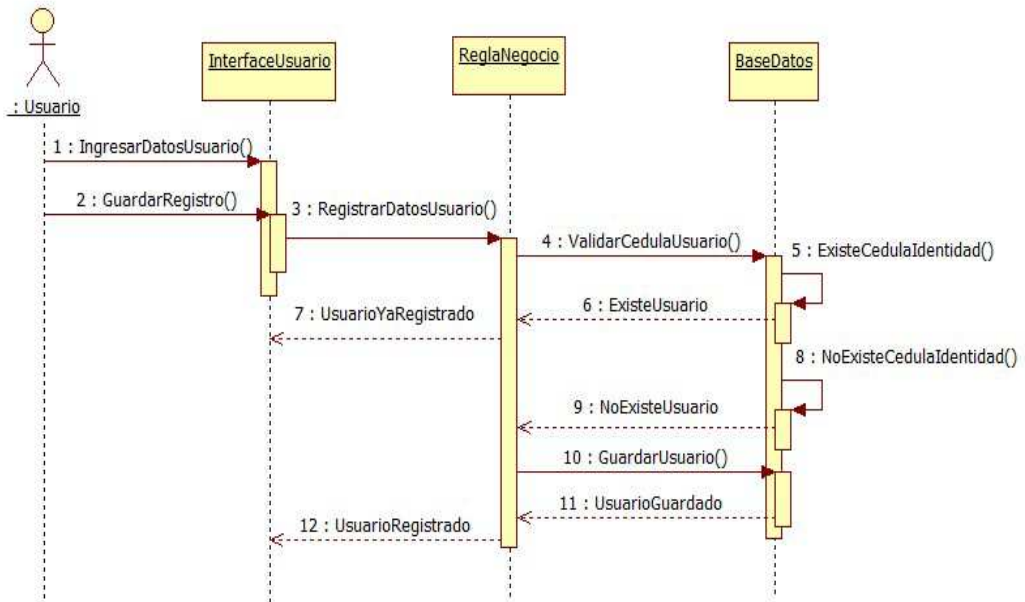 InterfaceUsuario
ReglaNegocio
BaseDatos
: Usuario
1 : IngresarDatosUsuario()
2 : GuardarRegistro()
3 : RegistrarDatosUsuario()
4 : ValidarCedulaUsuario()
5 : ExisteCedulaIdentidad()
6 : ExisteUsuario
7 : UsuarioYaRegistrado
8 : NoExisteCedulaIdentidad()
9 : NoExisteUsuario
10 : GuardarUsuario()
11 : UsuarioGuardado
12 : UsuarioRegistrado